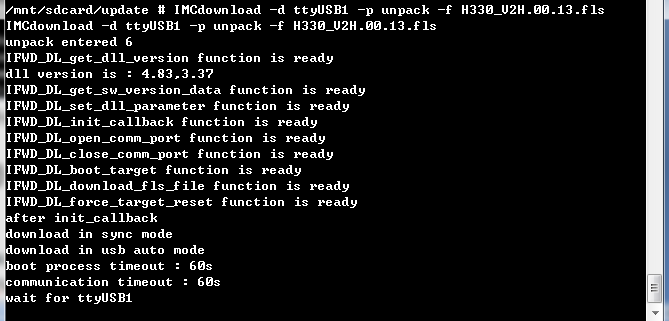 /mnt/sdcard/update # IMCdownload -d ttyUSB1 -p unpack -f H330_V2H.00.13.fls
IMCdownload -d ttyUSB1 -p unpack -f H330_V2H.00.13.fls
unpack entered 6
IFWD_DL_get_dll_version function is ready
dll version is : 4.83,3.37
IFWD_DL_get_sw_version_data function is ready
IFWD_DL_set_dll_parameter function is ready
IFWD_DL_init_callback function is ready
IFWD_DL_open_comm_port function is ready
IFWD_DL_close_comm_port function is ready
IFWD_DL_boot_target function is ready
IFWD_DL_download_fls_file function is ready
IFWD_DL_force_target_reset function is ready
after init_callback
download in sync mode
download in usb auto mode
boot process timeout : 60s
communication timeout : 60s
wait for ttyUSB1